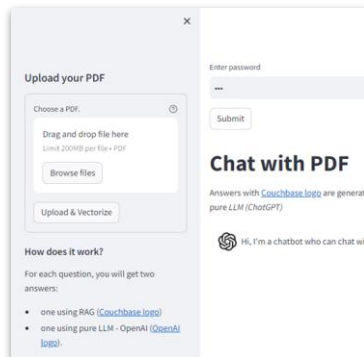 ×
Upload your PDF
Choose a PDF.
Drag and drop file here
Limit 200MB per file • PDF
Browse files
Upload & Vectorize
How does it work?
For each question, you will get two
answers:
one using RAG (Couchbase logo)
one using pure LLM - OpenAI (OpenAI
logo).
Enter password
•••
Submit
Chat with PDF
Answers with Couchbase logo are
pure LLM (ChatGPT)
Hi, I'm a chatbot who can chat